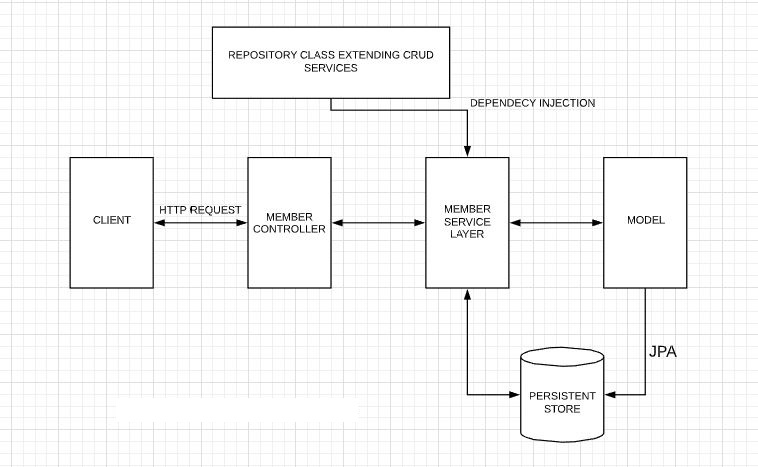 REPOSITORY CLASS EXTENDING CRUD
SERVICES
DEPENDECY INJECTION
CLIENT
HTTP REQUEST
MEMBER
CONTROLLER
MEMBER
SERVICE
LAYER
MODEL
JPA
PERSISTENT
STORE